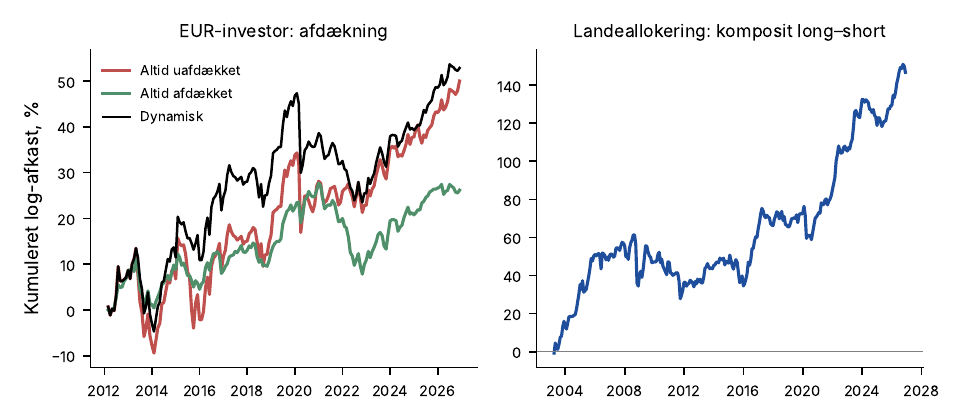 EUR-investor: afdækning
Kumuleret log-afkast, %
Altid uafdækket
Altid afdækket
Dynamisk
50
40
30
20
10
0
−10
2012 2014 2016 2018 2020 2022 2024 2026
Landeallokering: komposit long–short
140
120
100
80
60
40
20
0
2004 2008 2012 2016 2020 2024 2028